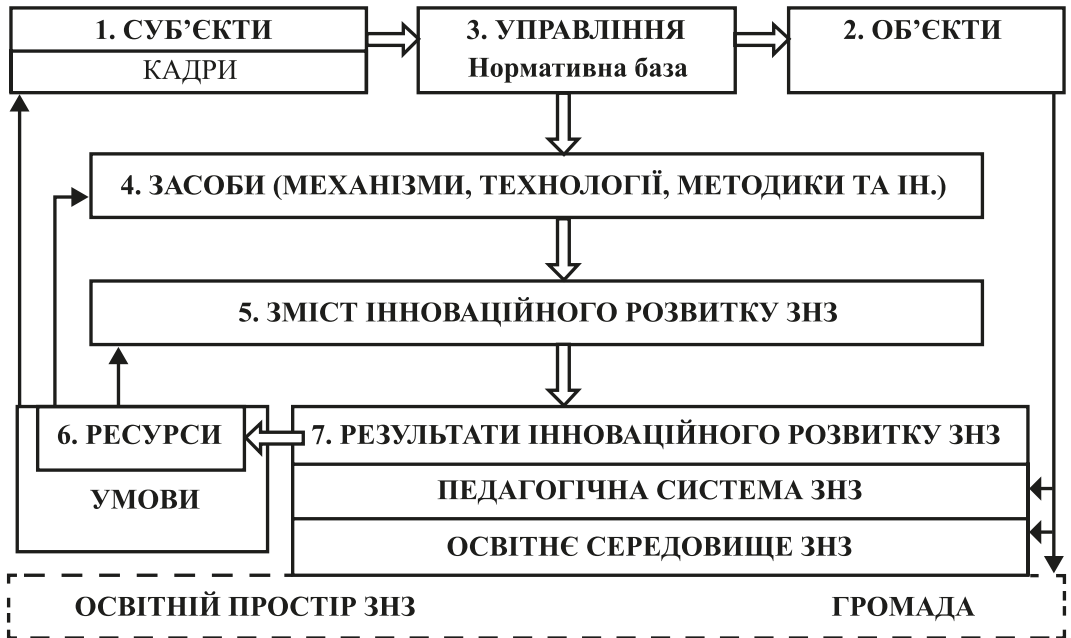 1. СУБ’ЄКТИ
КАДРИ
3. УПРАВЛІННЯ
Нормативна база
2. ОБ’ЄКТИ
4. ЗАСОБИ (МЕХАНІЗМИ, ТЕХНОЛОГІЇ, МЕТОДИКИ ТА ІН.)
5. ЗМІСТ ІННОВАЦІЙНОГО РОЗВИТКУ ЗНЗ
6. РЕСУРСИ
УМОВИ
7. РЕЗУЛЬТАТИ ІННОВАЦІЙНОГО РОЗВИТКУ ЗНЗ
ПЕДАГОГІЧНА СИСТЕМА ЗНЗ
ОСВІТНЄ СЕРЕДОВИЩЕ ЗНЗ
ОСВІТНІЙ ПРОСТІР ЗНЗ
ГРОМАДА